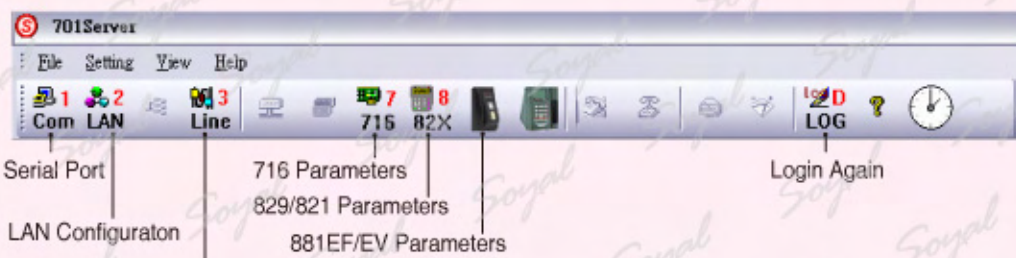 701Server
File Setting View Help
1 2 3 7 8 D
Com LAN Line 716 82X LOG
Serial Port
716 Parameters
Login Again
829/821 Parameters
LAN Configuraton
881EF/EV Parameters
Soyal